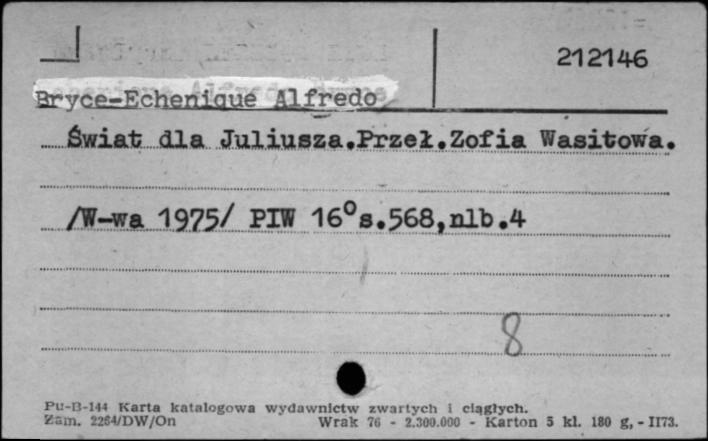 212146
Bryce-Echenique Alfredo
Świat dla Juliusza.Przeł.Zofia Wasitowa.
/W-wa 1975/ PIW 16°s.568,nlb.4
8
Pu-B-144 Karta katalogowa wydawnictw zwartych i ciągłych.
Zam. 2264/DW/On Wrak 76 - 2.300.000 - Karton 5 kl. 180 g, - II73.